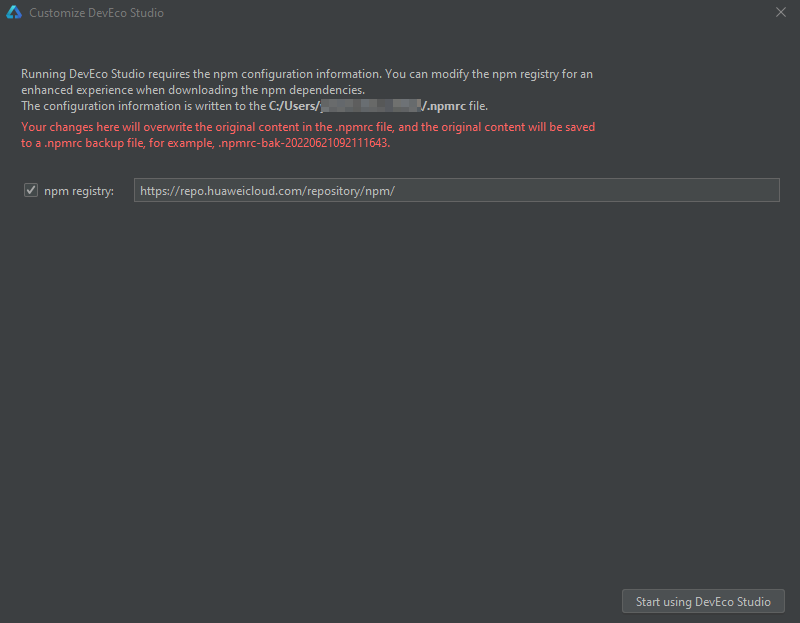 Customize DevEco Studio
Running DevEco Studio requires the npm configuration information. You can modify the npm registry for an
enhanced experience when downloading the npm dependencies.
The configuration information is written to the C:/Users/ /.npmrc file.
Your changes here will overwrite the original content in the .npmrc file, and the original content will be saved
to a .npmrc backup file, for example, .npmrc-bak-20220621092111643.
npm registry: https://repo.huaweicloud.com/repository/npm/
Start using DevEco Studio